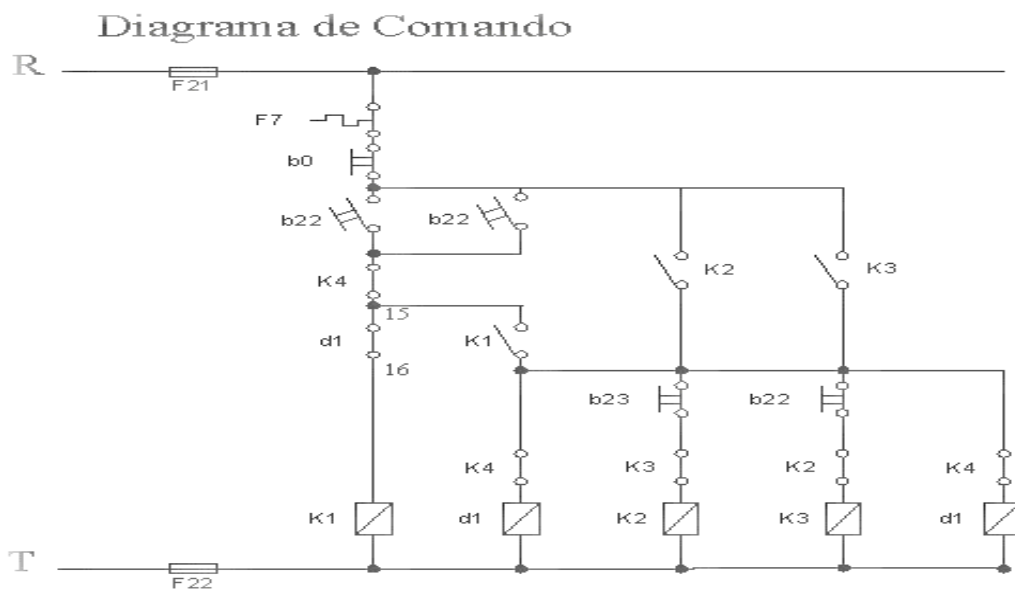 Diagrama de Comando
R
F21
F7
b0
b22
b22
K4
K2
K3
15
d1
K1
16
b23
b22
K4
K3
K2
K4
K1
d1
K2
K3
d1
T
F22